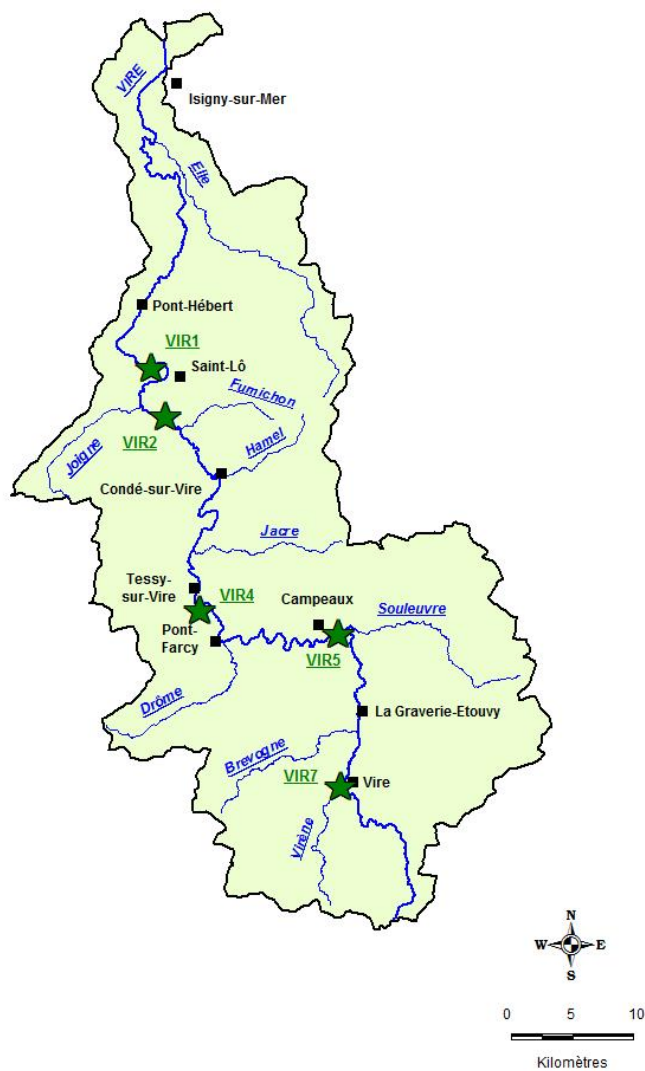 VIRE
Isigny-sur-Mer
Elle
Pont-Hébert
VIR1
Saint-Lô
Fumichon
VIR2
Joigne
Hamel
Condé-sur-Vire
Jacre
Tessy-
sur-Vire
VIR4
Campeaux
Souleuvre
Pont-
Farcy
VIR5
Drôme
La Graverie-Etouvy
Brevogne
VIR7
Vire
Virène
N
W
E
S
0 5 10
Kilomètres